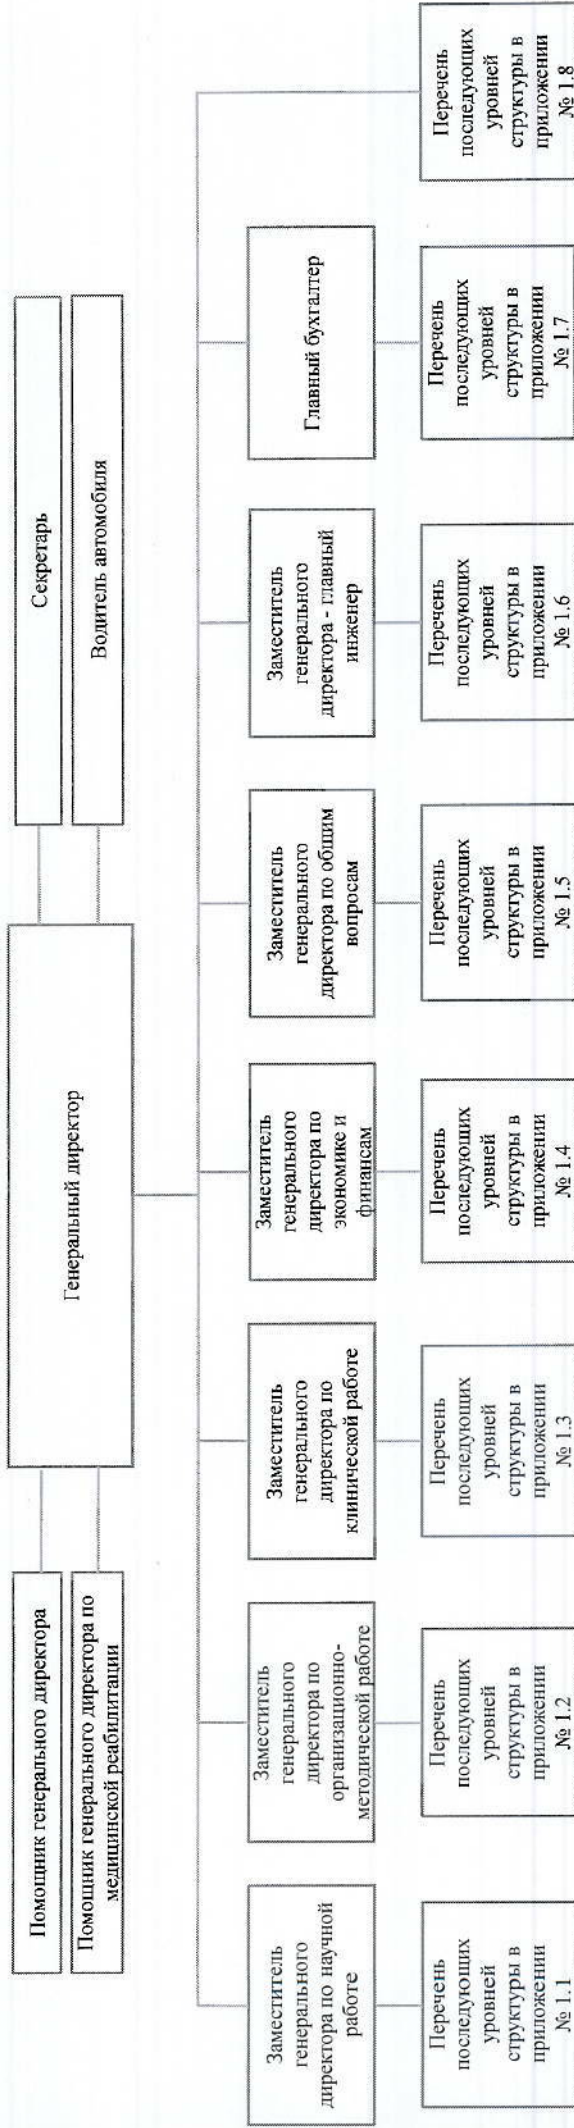 Помощник генерального директора
Помощник генерального директора по
медицинской реабилитации
Генеральный директор
Секретарь
Водитель автомобиля
Заместитель
генерального
директора по научной
работе
Заместитель
генерального
директора по
организационно-
методической работе
Заместитель
генерального
директора по
клинической работе
Заместитель
генерального
директора по
экономике и
финансам
Заместитель
генерального
директора по общим
вопросам
Заместитель
генерального
директора - главный
инженер
Главный бухгалтер
Перечень
последующих
уровней
структуры в
приложении
№ 1.1
Перечень
последующих
уровней
структуры в
приложении
№ 1.2
Перечень
последующих
уровней
структуры в
приложении
№ 1.3
Перечень
последующих
уровней
структуры в
приложении
№ 1.4
Перечень
последующих
уровней
структуры в
приложении
№ 1.5
Перечень
последующих
уровней
структуры в
приложении
№ 1.6
Перечень
последующих
уровней
структуры в
приложении
№ 1.7
Перечень
последующих
уровней
структуры в
приложении
№ 1.8